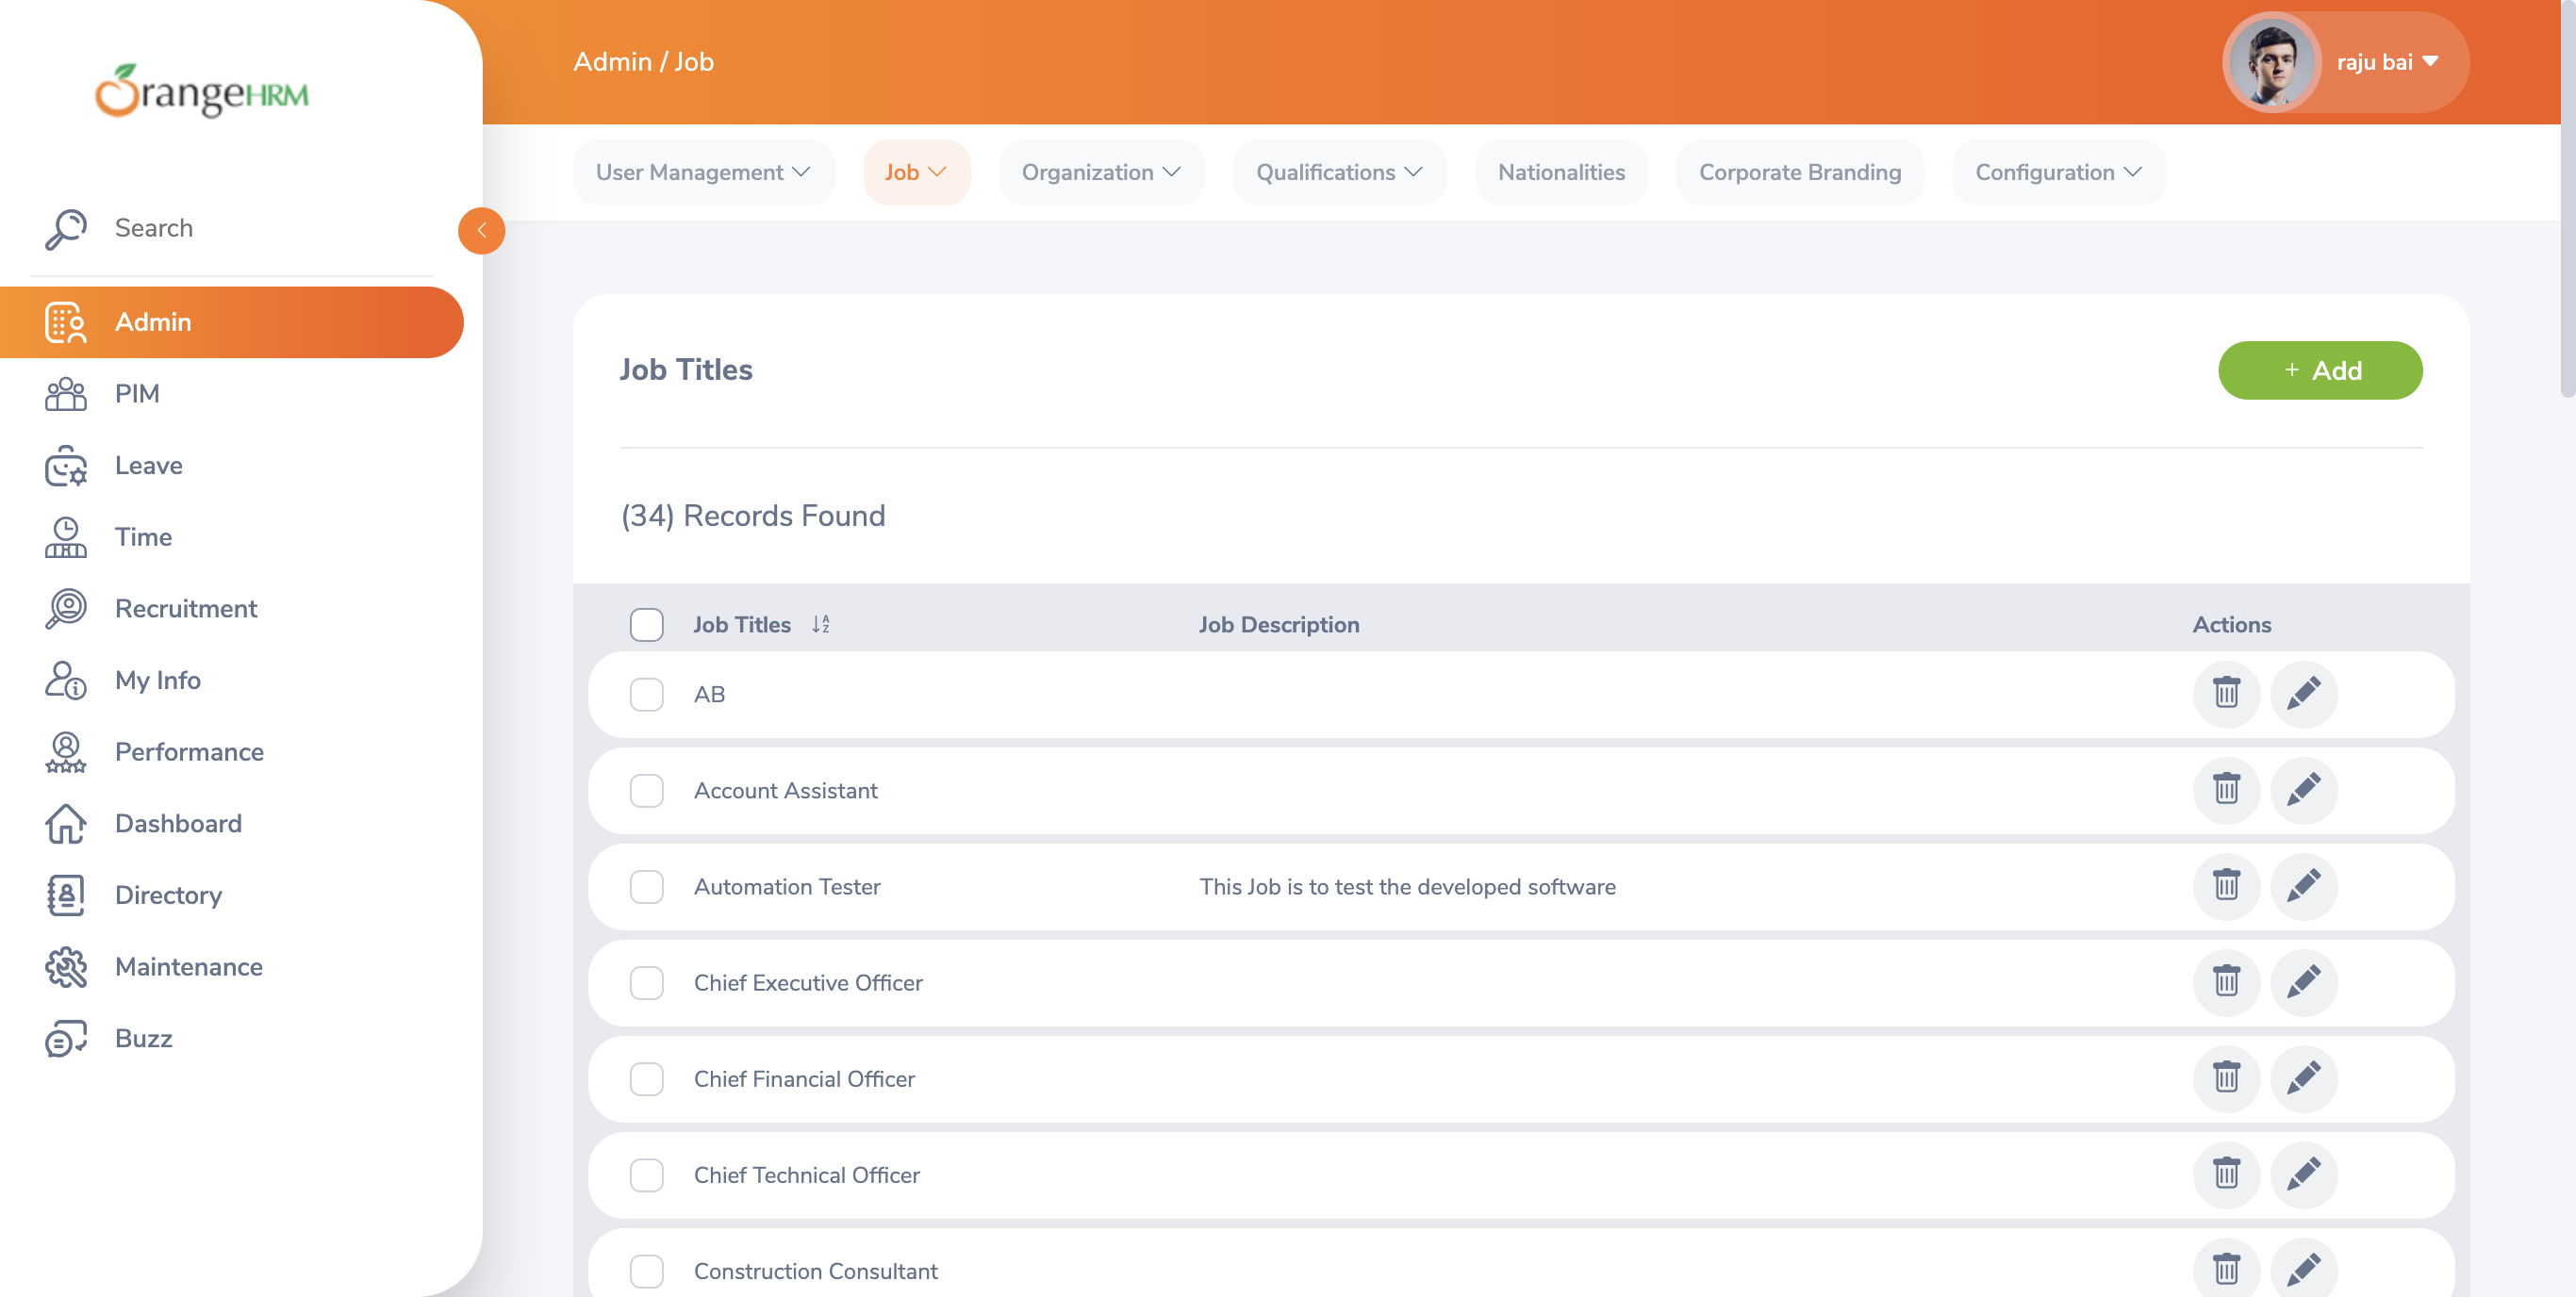 OrangeHRM
Admin / Job
raju bai
User Management
Job
Organization
Qualifications
Nationalities
Corporate Branding
Configuration
Search
Admin
PIM
Leave
Time
Recruitment
My Info
Performance
Dashboard
Directory
Maintenance
Buzz
Job Titles
+ Add
(34) Records Found
Job Titles
Job Description
Actions
AB
Account Assistant
Automation Tester
This Job is to test the developed software
Chief Executive Officer
Chief Financial Officer
Chief Technical Officer
Construction Consultant